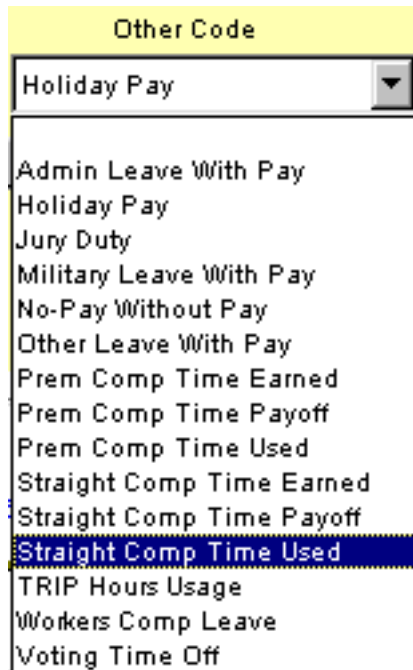 Other Code
Holiday Pay
Admin Leave With Pay
Holiday Pay
Jury Duty
Military Leave With Pay
No-Pay Without Pay
Other Leave With Pay
Prem Comp Time Earned
Prem Comp Time Payoff
Prem Comp Time Used
Straight Comp Time Earned
Straight Comp Time Payoff
Straight Comp Time Used
TRIP Hours Usage
Workers Comp Leave
Voting Time Off